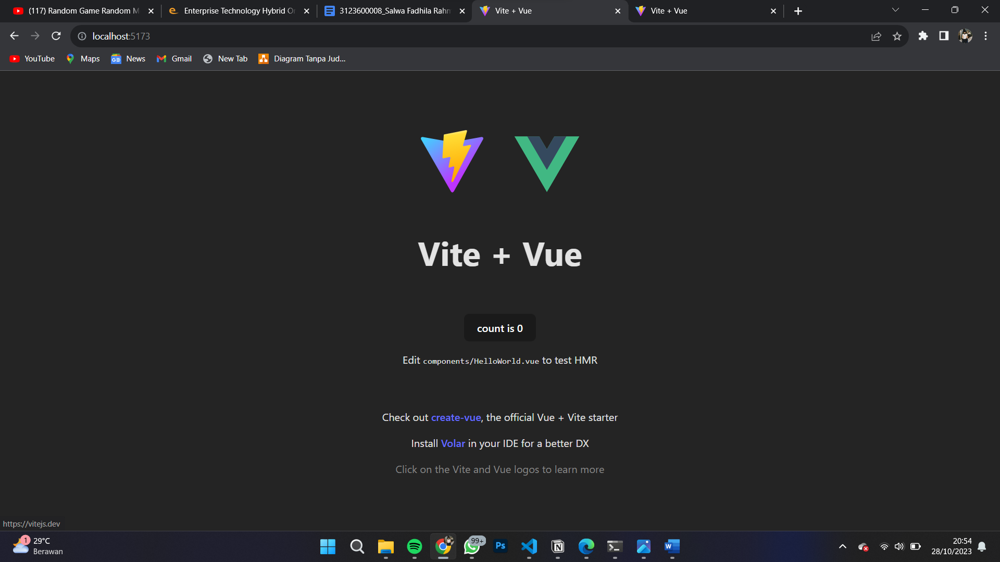 (117) Random Game Random M
Enterprise Technology Hybrid Or
3123600008_Salwa Fadhila Rahm
Vite + Vue
Vite + Vue
localhost:5173
YouTube
Maps
News
Gmail
New Tab
Diagram Tanpa Jud...
Vite + Vue
count is 0
Edit components/HelloWorld.vue to test HMR
Check out create-vue, the official Vue + Vite starter
Install Volar in your IDE for a better DX
Click on the Vite and Vue logos to learn more
https://vitejs.dev
1
29°C
Berawan
99+
Ps
20:54
28/10/2023